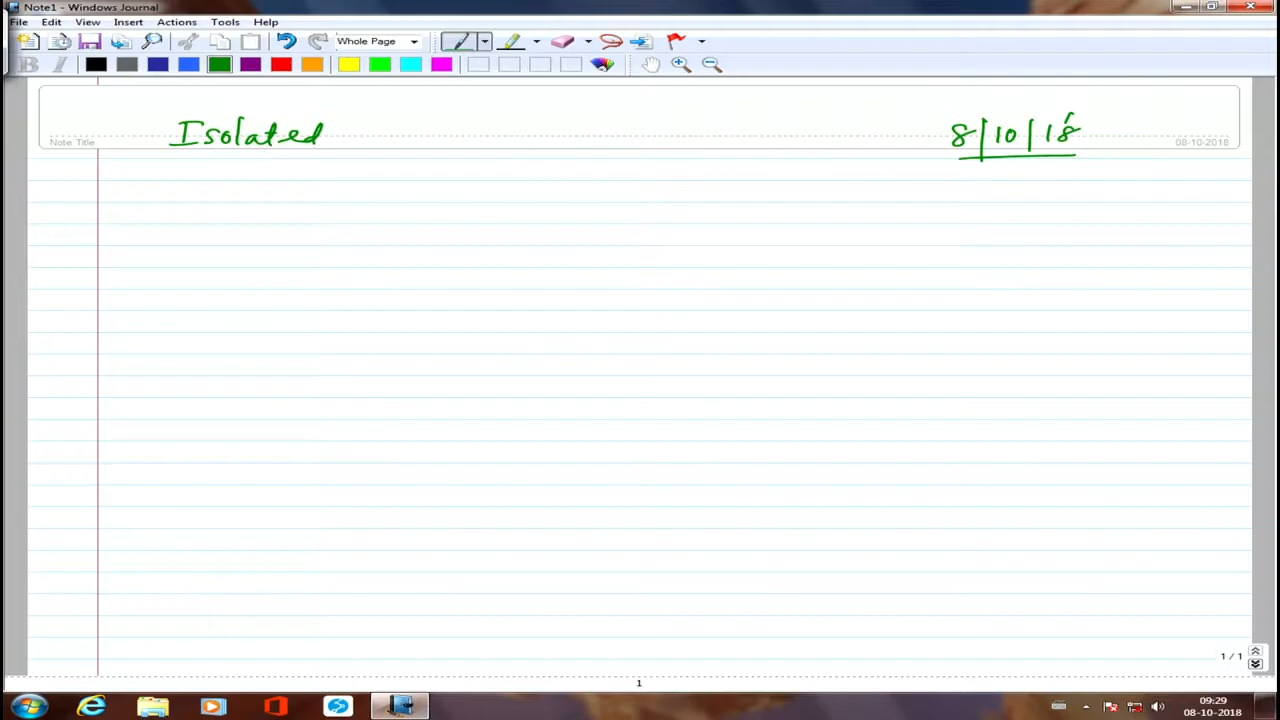 Note1 - Windows Journal
File Edit View Insert Actions Tools Help
Whole Page
B I
Isolated 8|10|18
Note Title 08-10-2018
1 / 1
1
09:29
08-10-2018